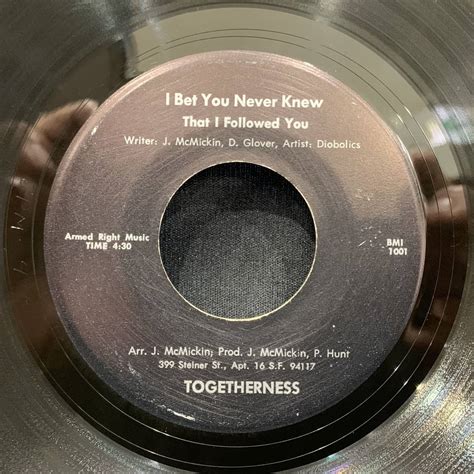 I Bet You Never Knew
That I Followed You
Writer: J. McMickin, D. Glover, Artist: Diobolics
Armed Right Music
TIME 4:30
BMI
1001
Arr. J. McMickin; Prod. J. McMickin, P. Hunt
399 Steiner St., Apt. 16 S.F. 94117
TOGETHERNESS